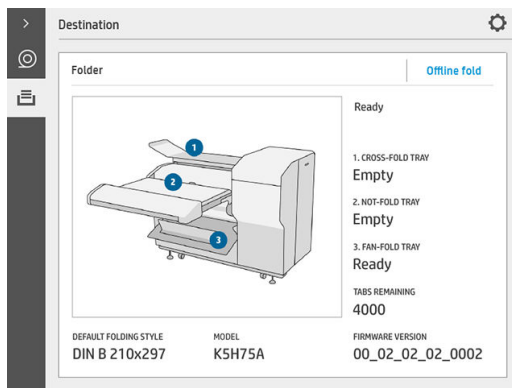 Destination
Folder
Offline fold
Ready
1
2
3
1. CROSS-FOLD TRAY
Empty
2. NOT-FOLD TRAY
Empty
3. FAN-FOLD TRAY
Ready
TABS REMAINING
4000
DEFAULT FOLDING STYLE
DIN B 210x297
MODEL
K5H75A
FIRMWARE VERSION
00_02_02_02_0002